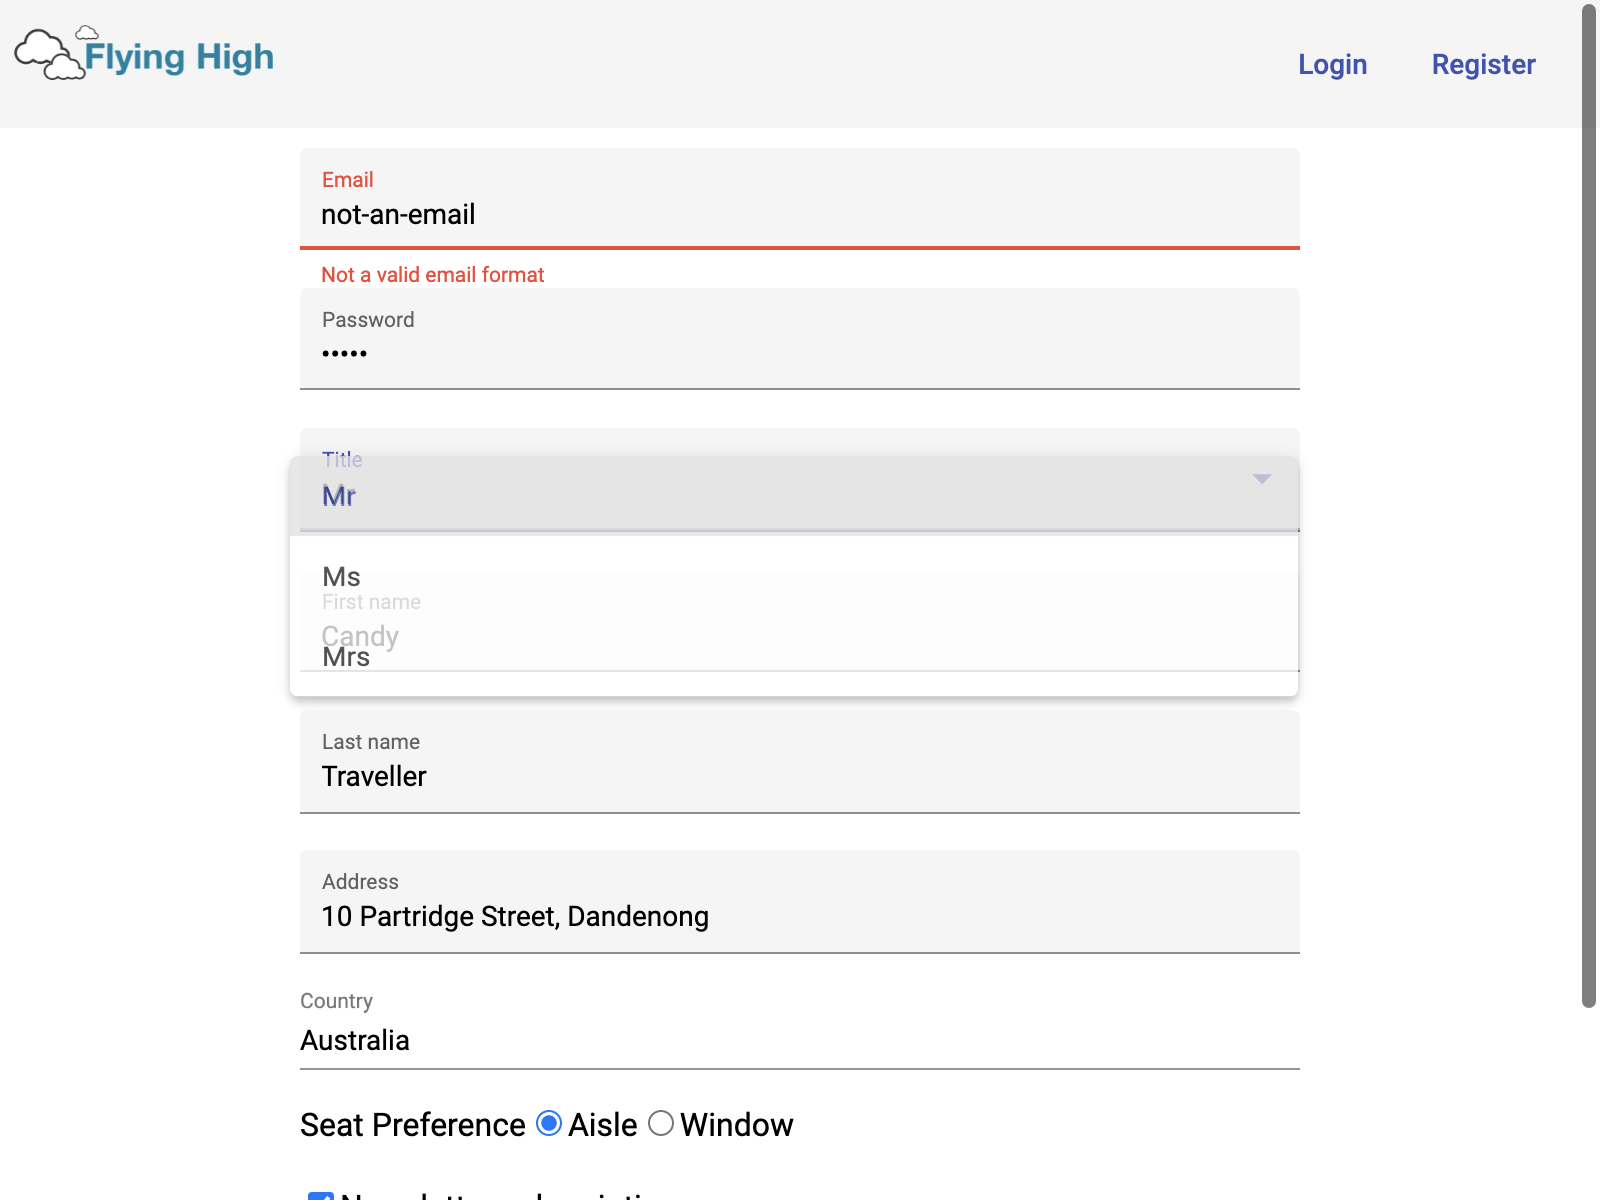 Flying High
Login Register
Email
not-an-email
Not a valid email format
Password
•••••
Title
Mr
Ms
First name
Candy
Mrs
Last name
Traveller
Address
10 Partridge Street, Dandenong
Country
Australia
Seat Preference Aisle Window